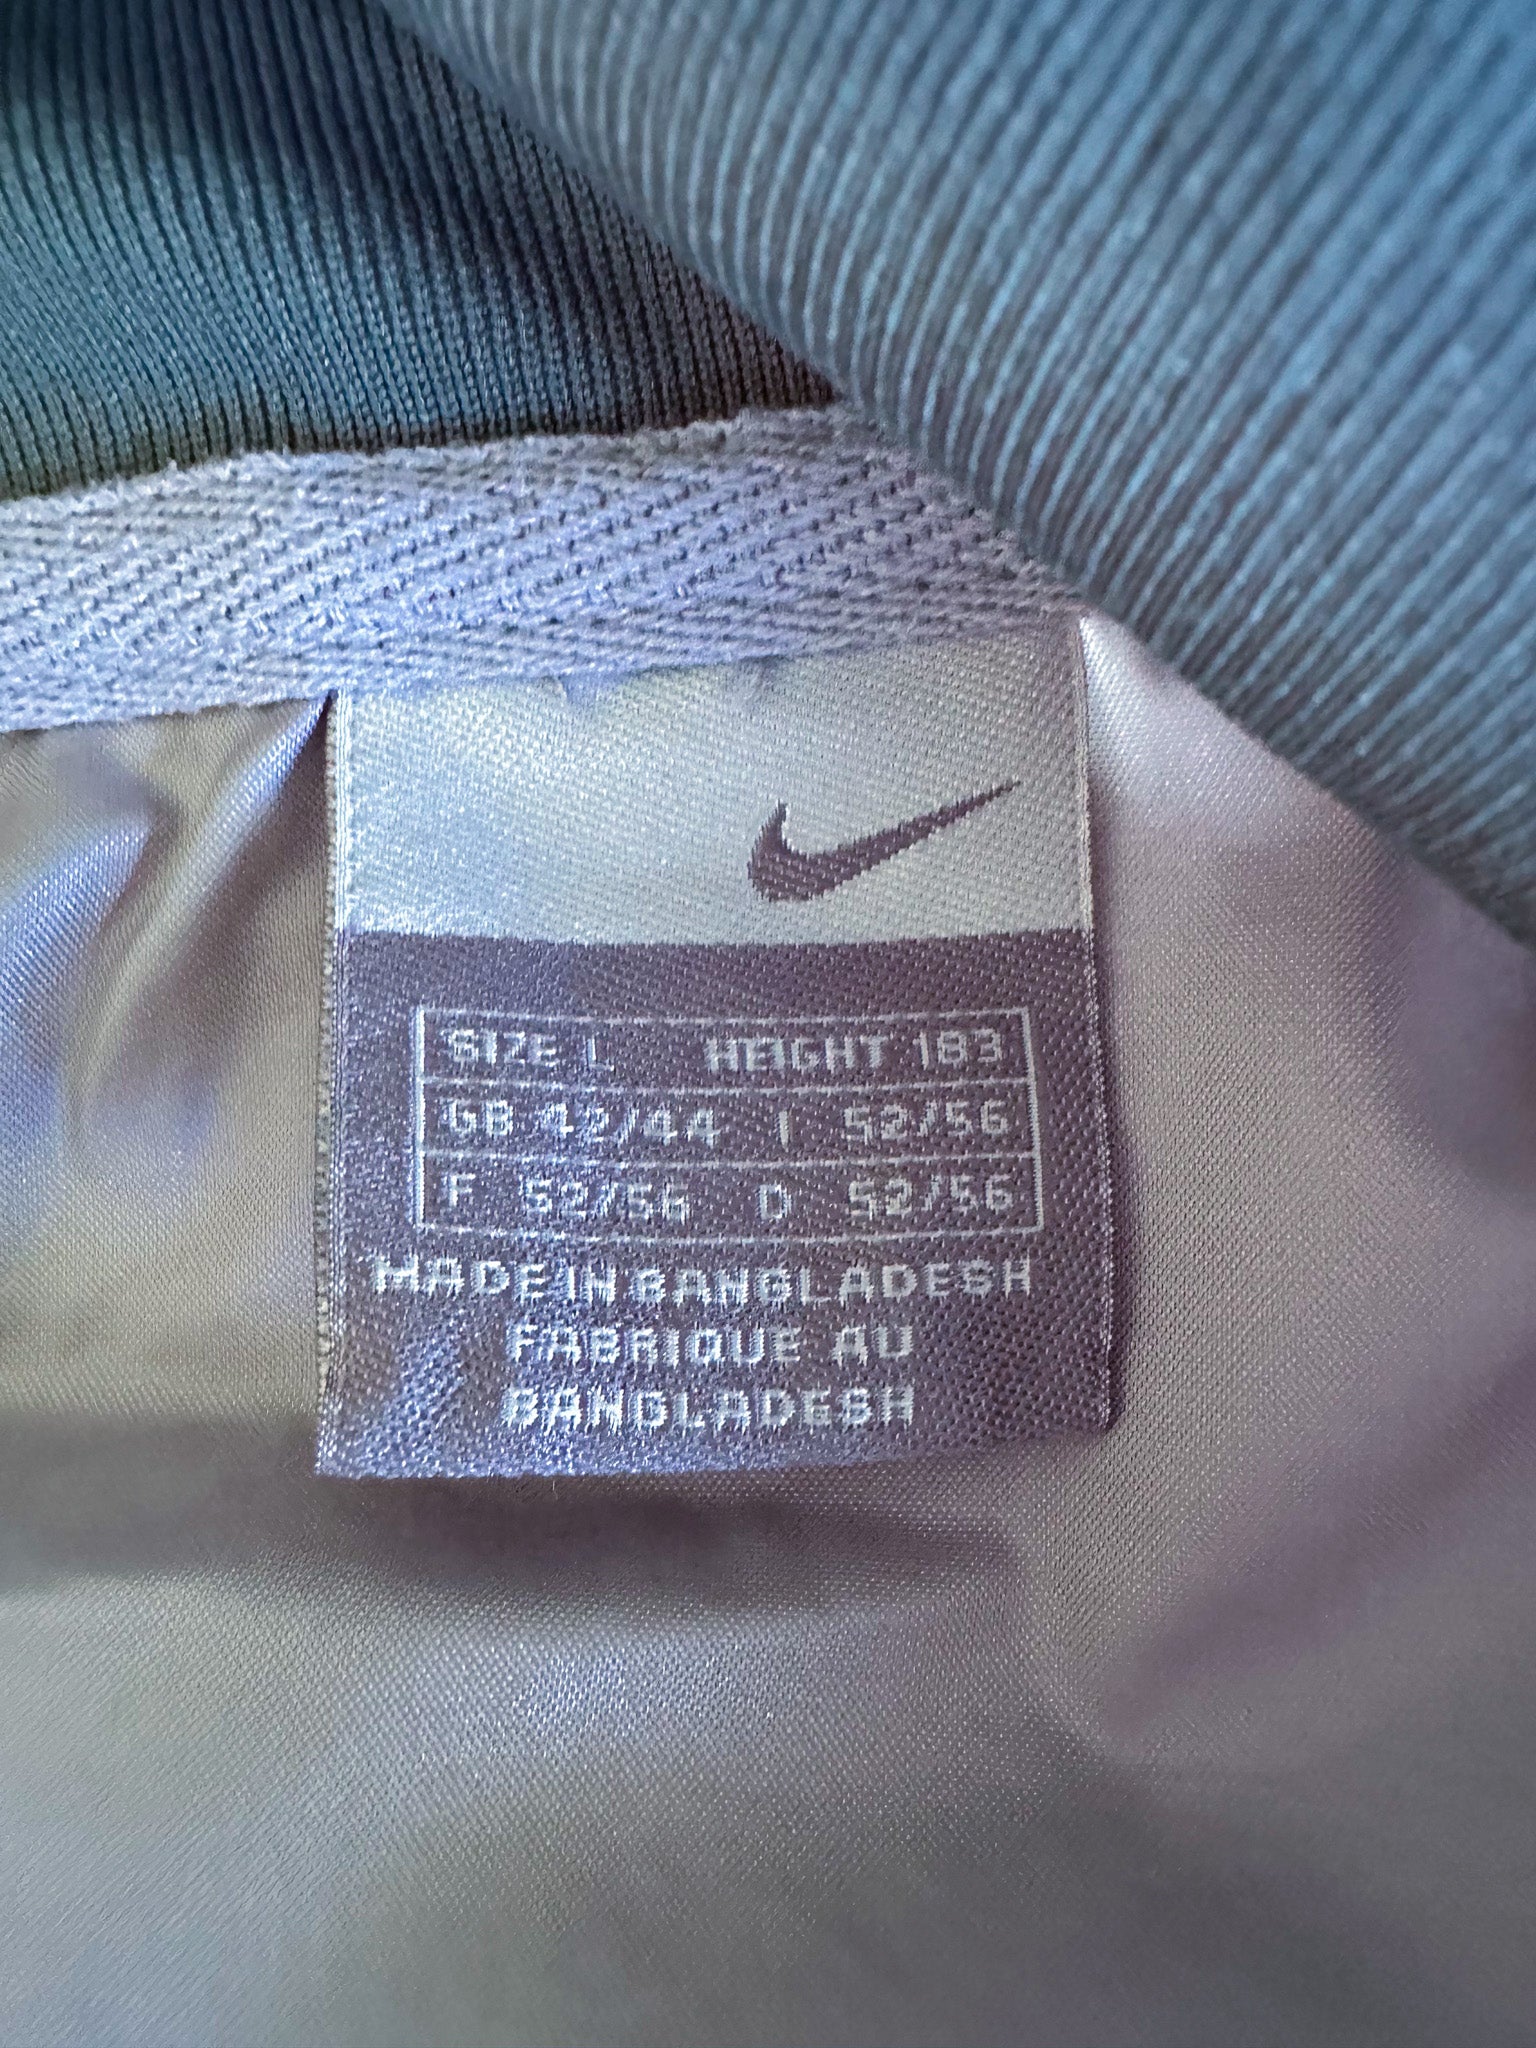 SIZE L HEIGHT 183
GB 42/44 I 52/56
F 52/56 D 52/56
MADE IN BANGLADESH
FABRIQUE AU
BANGLADESH